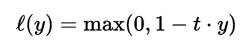 ℓ(y) = max(0, 1 − t · y)